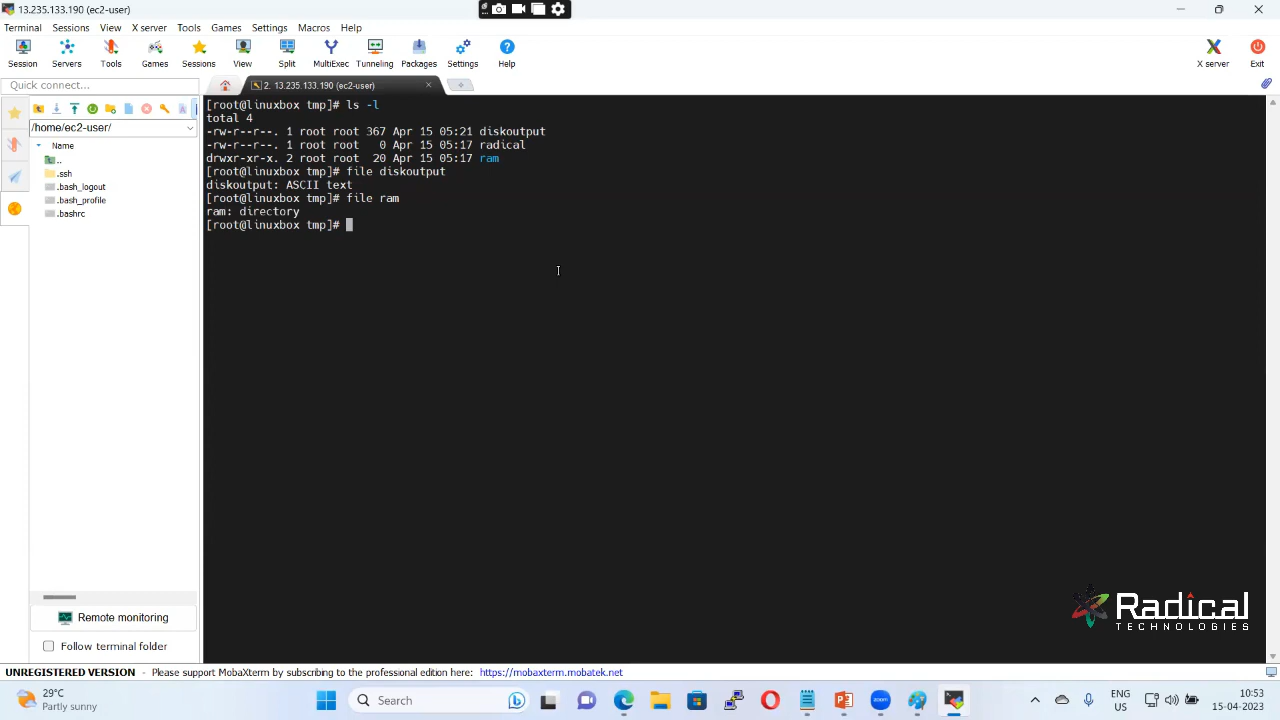 13.235.133.190 (ec2-user)
Terminal Sessions View X server Tools Games Settings Macros Help
Session Servers Tools Games Sessions View Split MultiExec Tunneling Packages Settings Help X server Exit
Quick connect...
2. 13.235.133.190 (ec2-user)
/home/ec2-user/
Name
..
.ssh
.bash_logout
.bash_profile
.bashrc
[root@linuxbox tmp]# ls -l
total 4
-rw-r--r--. 1 root root 367 Apr 15 05:21 diskoutput
-rw-r--r--. 1 root root   0 Apr 15 05:17 radical
drwxr-xr-x. 2 root root  20 Apr 15 05:17 ram
[root@linuxbox tmp]# file diskoutput
diskoutput: ASCII text
[root@linuxbox tmp]# file ram
ram: directory
[root@linuxbox tmp]#
Remote monitoring
Follow terminal folder
Radical
TECHNOLOGIES
UNREGISTERED VERSION - Please support MobaXterm by subscribing to the professional edition here: https://mobaxterm.mobatek.net
29°C
Partly sunny
Search
zoom
ENG
US
10:53
15-04-2023